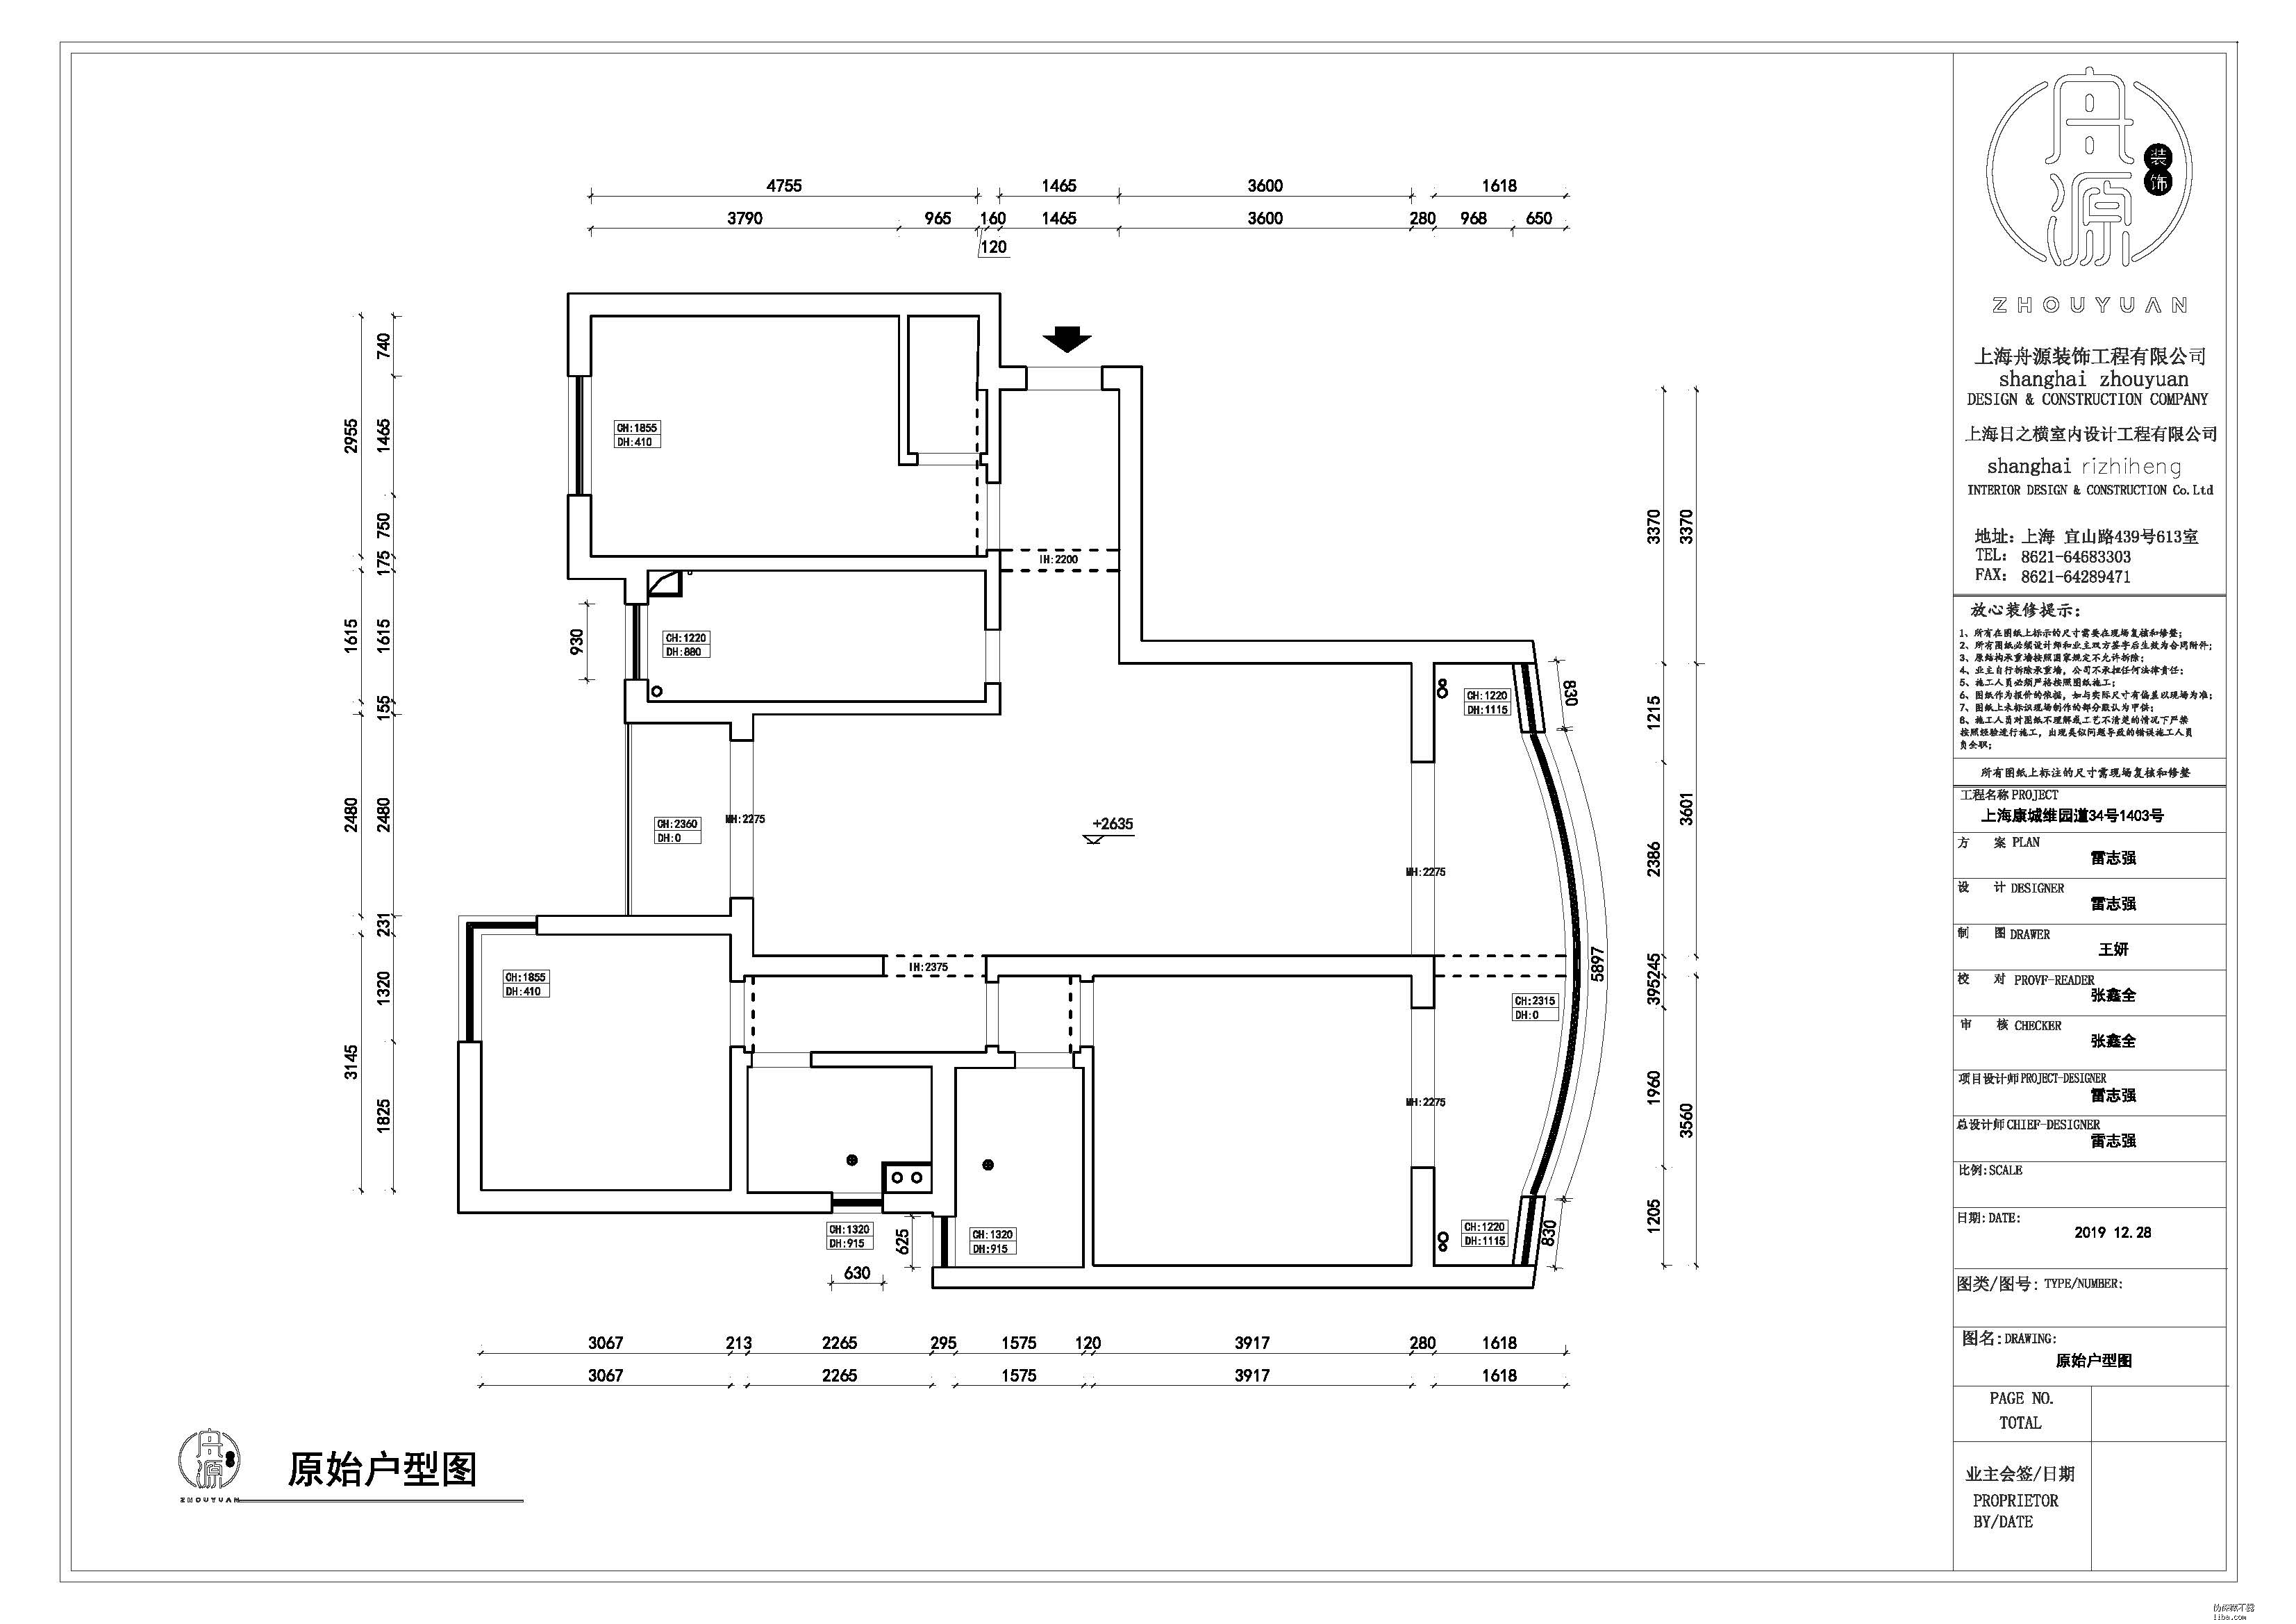 4755
1465
3600
1618
3790
965
160
1465
3600
280
968
650
120
740
2955
1465
750
175
1615
1615
930
155
2480
2480
231
1320
3145
1825
CH:1855
DH:410
IH:2200
CH:1220
DH:880
CH:1220
DH:1115
830
CH:2360
DH:0
MH:2275
+2635
MH:2275
IH:2375
CH:1855
DH:410
CH:2315
DH:0
5897
MH:2275
CH:1320
DH:915
625
CH:1320
DH:915
CH:1220
DH:1115
830
630
3370
3370
1215
3601
2386
245
395
1960
3560
1205
3067
213
2265
295
1575
120
3917
280
1618
3067
2265
1575
3917
1618
舟源
ZHOUYUAN
原始户型图
舟源
装饰
ZHOUYUAN
上海舟源装饰工程有限公司
shanghai zhouyuan
DESIGN & CONSTRUCTION COMPANY
上海日之横室内设计工程有限公司
shanghai rizhiheng
INTERIOR DESIGN & CONSTRUCTION Co.Ltd
地址: 上海 宜山路439号613室
TEL: 8621-64683303
FAX: 8621-64289471
放心装修提示:
1、所有在图纸上标示的尺寸需要在现场复核和修整;
2、所有图纸必须设计师和业主双方签字后生效为合同附件;
3、原结构承重墙按照国家规定不允许拆除;
4、业主自行拆除承重墙, 公司不承担任何法律责任;
5、施工人员必须严格按照图纸施工;
6、图纸作为报价的依据, 如与实际尺寸有偏差以现场为准;
7、图纸上未标识现场制作的部分默认为甲供;
8、施工人员对图纸不理解或工艺不清楚的情况下严禁
按照经验进行施工, 出现类似问题导致的错误施工人员
负全职;
所有图纸上标注的尺寸需现场复核和修整
工程名称 PROJECT
上海康城维园道34号1403号
方 案 PLAN
雷志强
设 计 DESIGNER
雷志强
制 图 DRAWER
王妍
校 对 PROVF-READER
张鑫全
审 核 CHECKER
张鑫全
项目设计师 PROJECT-DESIGNER
雷志强
总设计师 CHIEF-DESIGNER
雷志强
比例: SCALE
日期: DATE:
2019 12.28
图类/图号: TYPE/NUMBER:
图名: DRAWING:
原始户型图
PAGE NO.
TOTAL
业主会签/日期
PROPRIETOR
BY/DATE
liba.com